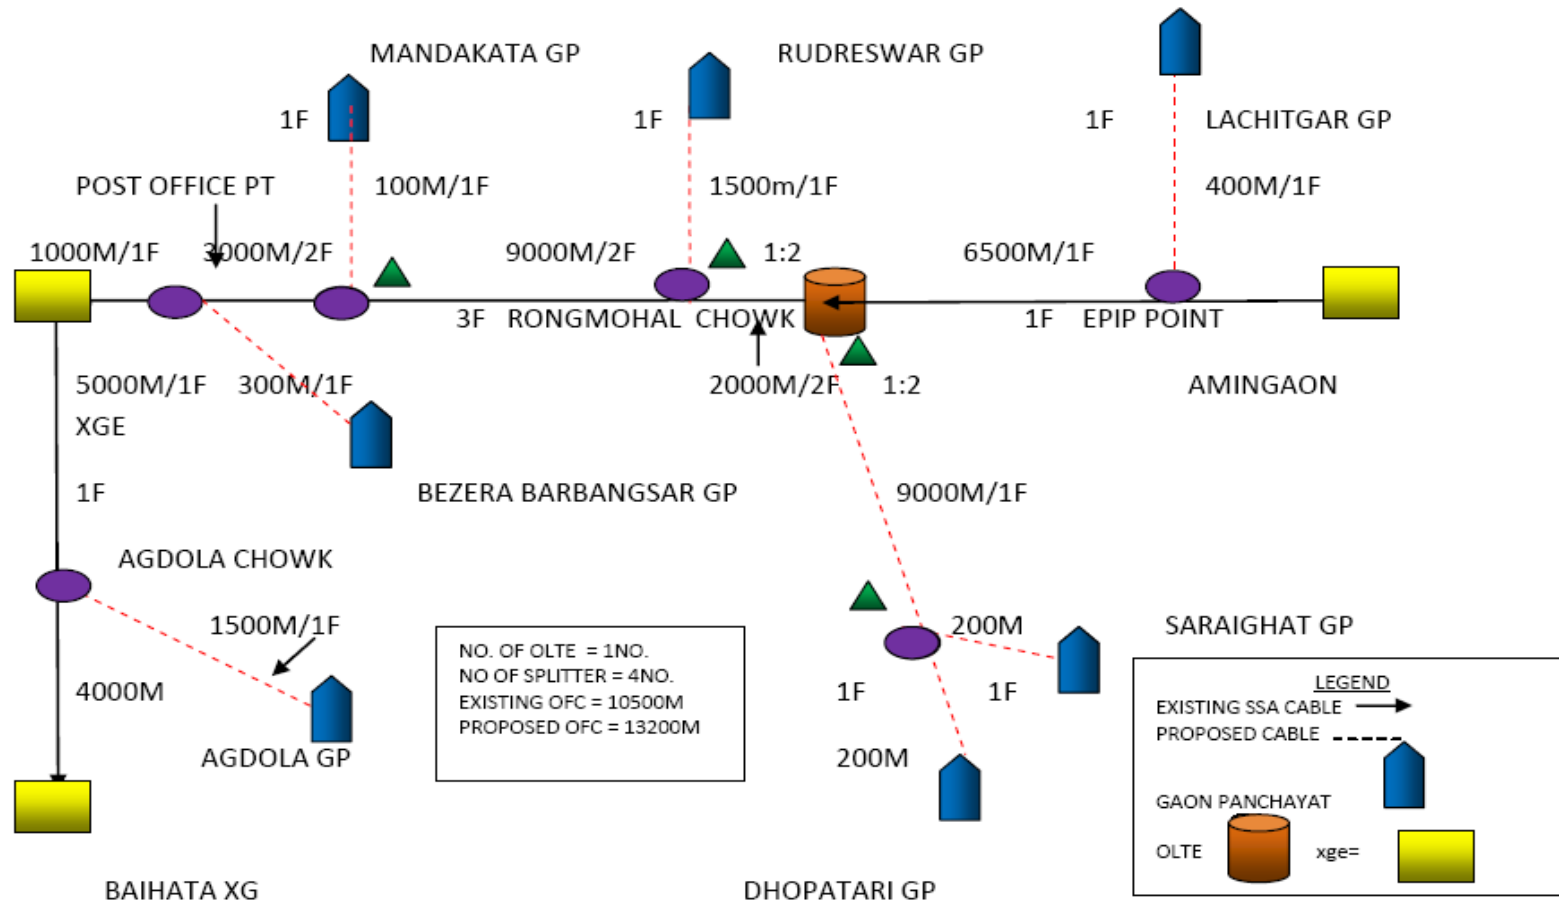 MANDAKATA GP
RUDRESWAR GP
1F
1F
1F
LACHITGAR GP
POST OFFICE PT
100M/1F
1500m/1F
400M/1F
1000M/1F
3000M/2F
9000M/2F
1:2
6500M/1F
3F RONGMOHAL CHOWK
1F EPIP POINT
5000M/1F
300M/1F
2000M/2F
1:2
AMINGAON
XGE
1F
BEZERA BARBANGSAR GP
9000M/1F
AGDOLA CHOWK
1500M/1F
200M
SARAIGHAT GP
4000M
1F
1F
AGDOLA GP
200M
NO. OF OLTE = 1NO.
NO OF SPLITTER = 4NO.
EXISTING OFC = 10500M
PROPOSED OFC = 13200M
LEGEND
EXISTING SSA CABLE
PROPOSED CABLE
GAON PANCHAYAT
OLTE
xge=
BAIHATA XG
DHOPATARI GP